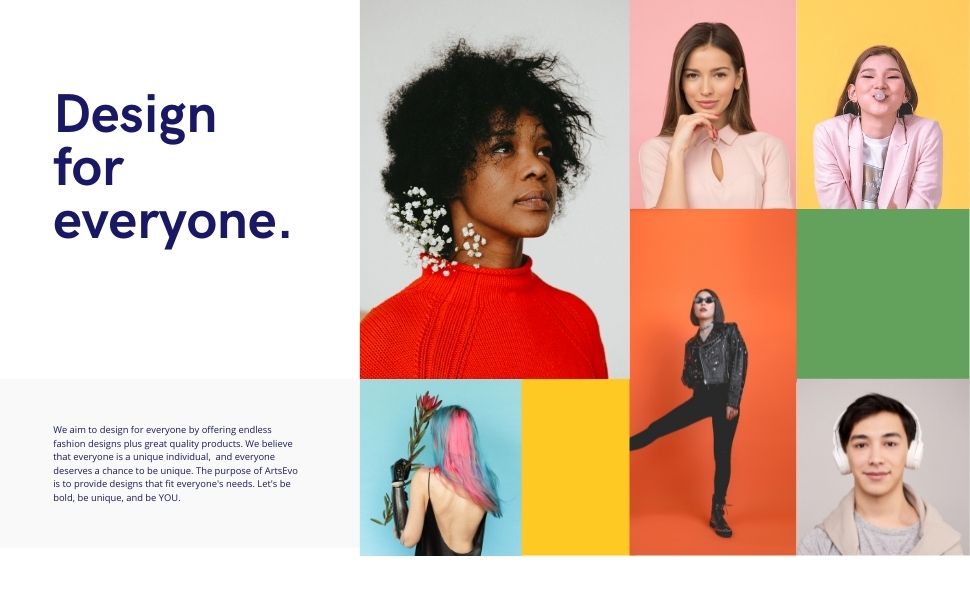 Design
for
everyone.
We aim to design for everyone by offering endless
fashion designs plus great quality products. We believe
that everyone is a unique individual,  and everyone
deserves a chance to be unique. The purpose of ArtsEvo
is to provide designs that fit everyone's needs. Let's be
bold, be unique, and be YOU.